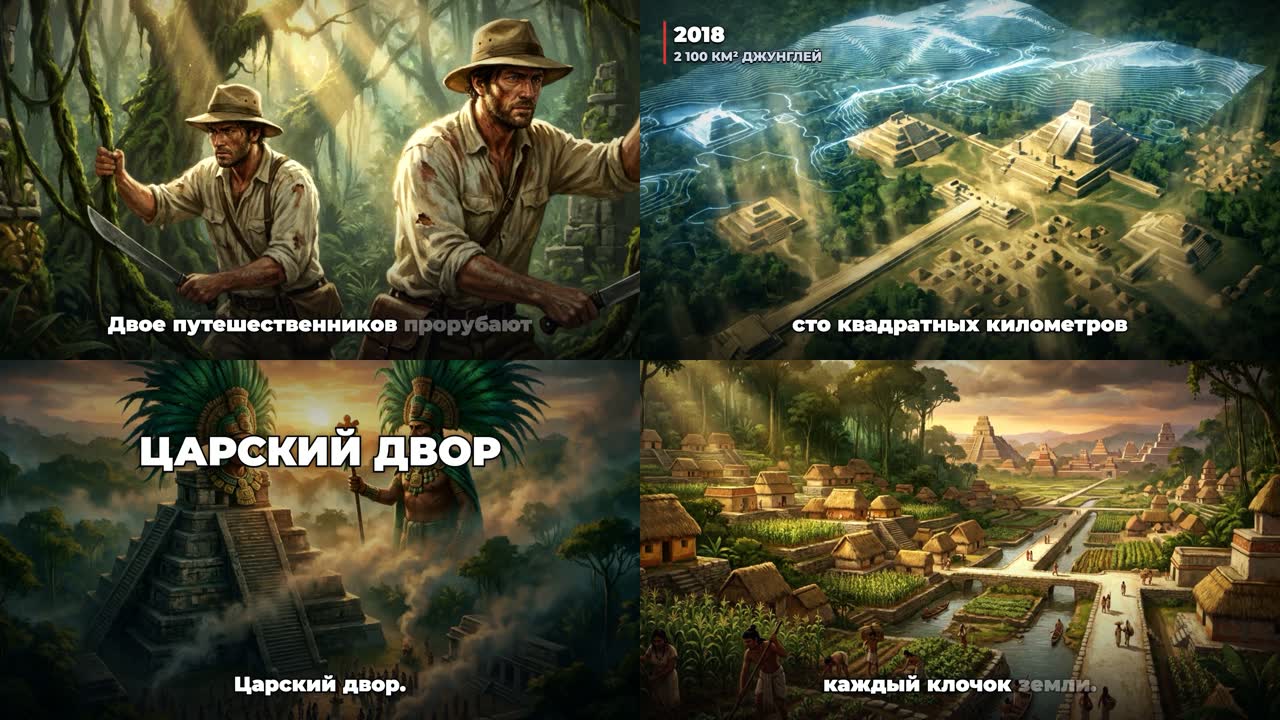 Двое путешественников прорубают
2018
2 100 КМ² ДЖУНГЛЕЙ
сто квадратных километров
ЦАРСКИЙ ДВОР
Царский двор.
каждый клочок земли.